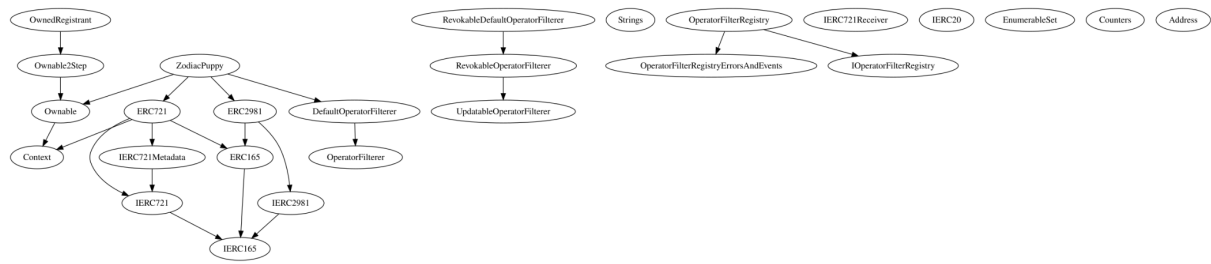 OwnedRegistrant
RevokableDefaultOperatorFilterer
Strings
OperatorFilterRegistry
IERC721Receiver
IERC20
EnumerableSet
Counters
Address
Ownable2Step
ZodiacPuppy
RevokableOperatorFilterer
OperatorFilterRegistryErrorsAndEvents
IOperatorFilterRegistry
Ownable
ERC721
ERC2981
DefaultOperatorFilterer
UpdatableOperatorFilterer
Context
IERC721Metadata
ERC165
OperatorFilterer
IERC721
IERC2981
IERC165